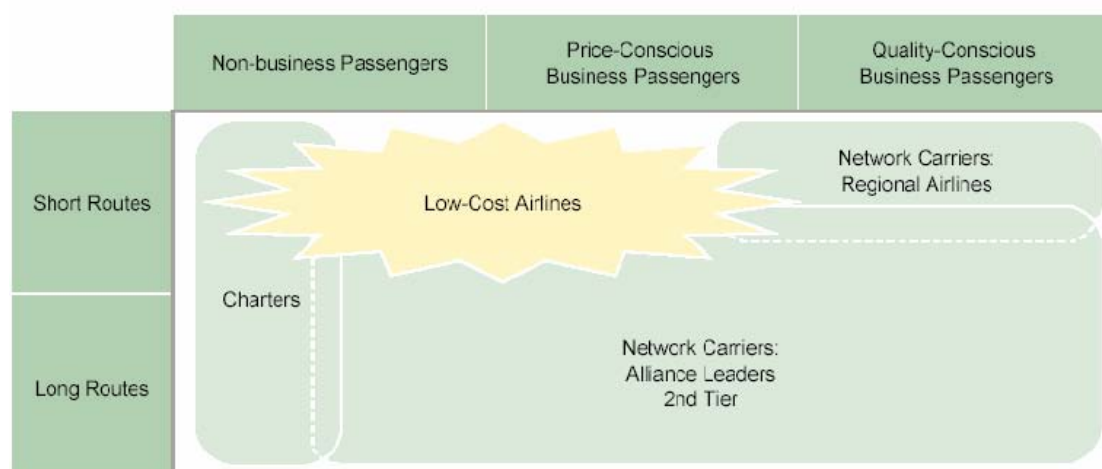 Non-business Passengers
Price-Conscious
Business Passengers
Quality-Conscious
Business Passengers
Short Routes
Low-Cost Airlines
Network Carriers:
Regional Airlines
Charters
Long Routes
Network Carriers:
Alliance Leaders
2nd Tier